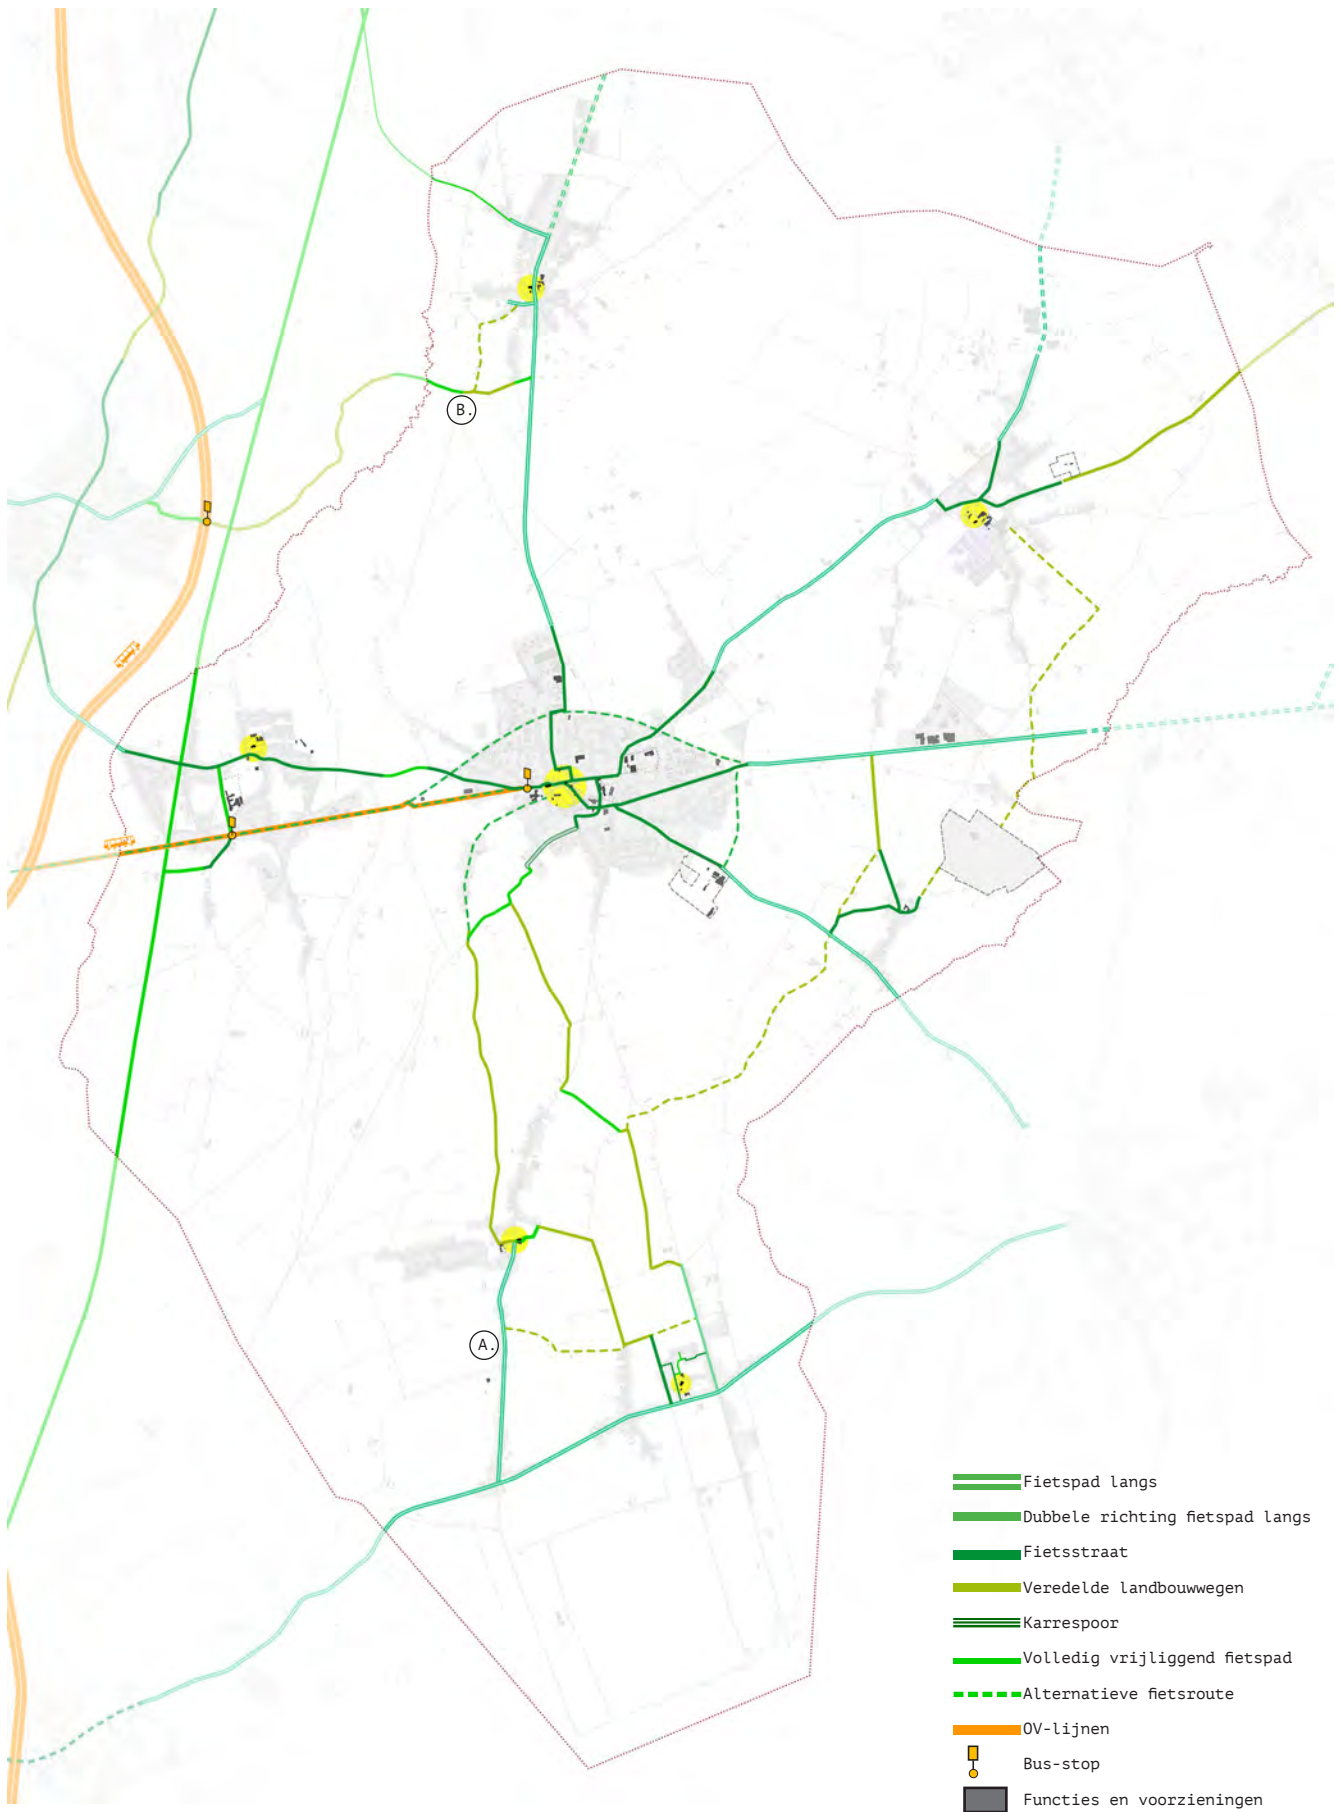 B.
A.
Fietspad langs
Dubbele richting fietspad langs
Fietsstraat
Veredelde landbouwwegen
Karrespoor
Volledig vrijliggend fietspad
Alternatieve fietsroute
OV-lijnen
Bus-stop
Functies en voorzieningen